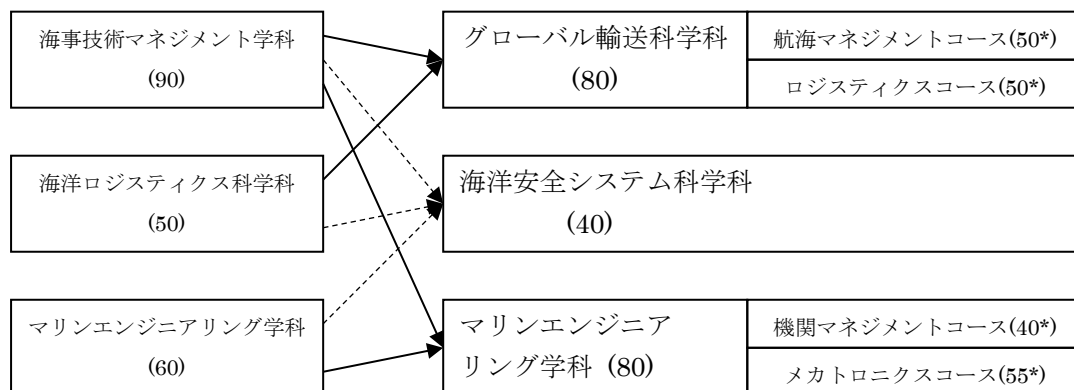 海事技術マネジメント学科
(90)
グローバル輸送科学科
(80)
航海マネジメントコース(50*)
ロジスティクスコース(50*)
海洋ロジスティクス科学科
(50)
海洋安全システム科学科
(40)
マリンエンジニアリング学科
(60)
マリンエンジニア
リング学科 (80)
機関マネジメントコース(40*)
メカトロニクスコース(55*)